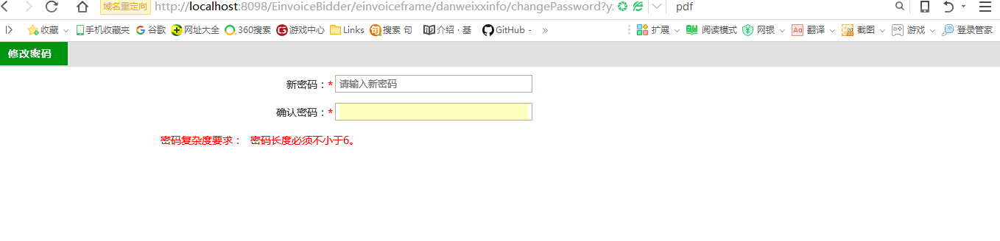 域名重定向 http://localhost:8098/EinvoiceBidder/einvoiceframe/danweixxinfo/changePassword?y. pdf
收藏 手机收藏夹 G 谷歌 网址大全 360搜索 游戏中心 Links 搜索 句 介绍 · 基 GitHub - » 扩展 阅读模式 网银 Aa 翻译 截图 游戏 登录管家
修改密码
新密码：* 请输入新密码
确认密码：*
密码复杂度要求： 密码长度必须不小于6。